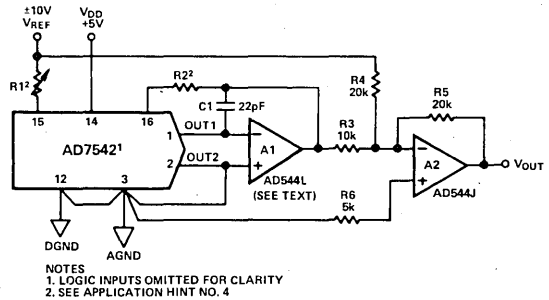 ±10V
VREF
VDD
+5V
R1²
R2²
C1
22pF
R4
20k
R5
20k
R3
10k
15
14
16
1
OUT1
2
OUT2
AD7542¹
12
3
−
+
A1
AD544L
(SEE TEXT)
−
+
A2
AD544J
VOUT
R6
5k
DGND
AGND
NOTES
1. LOGIC INPUTS OMITTED FOR CLARITY
2. SEE APPLICATION HINT NO. 4